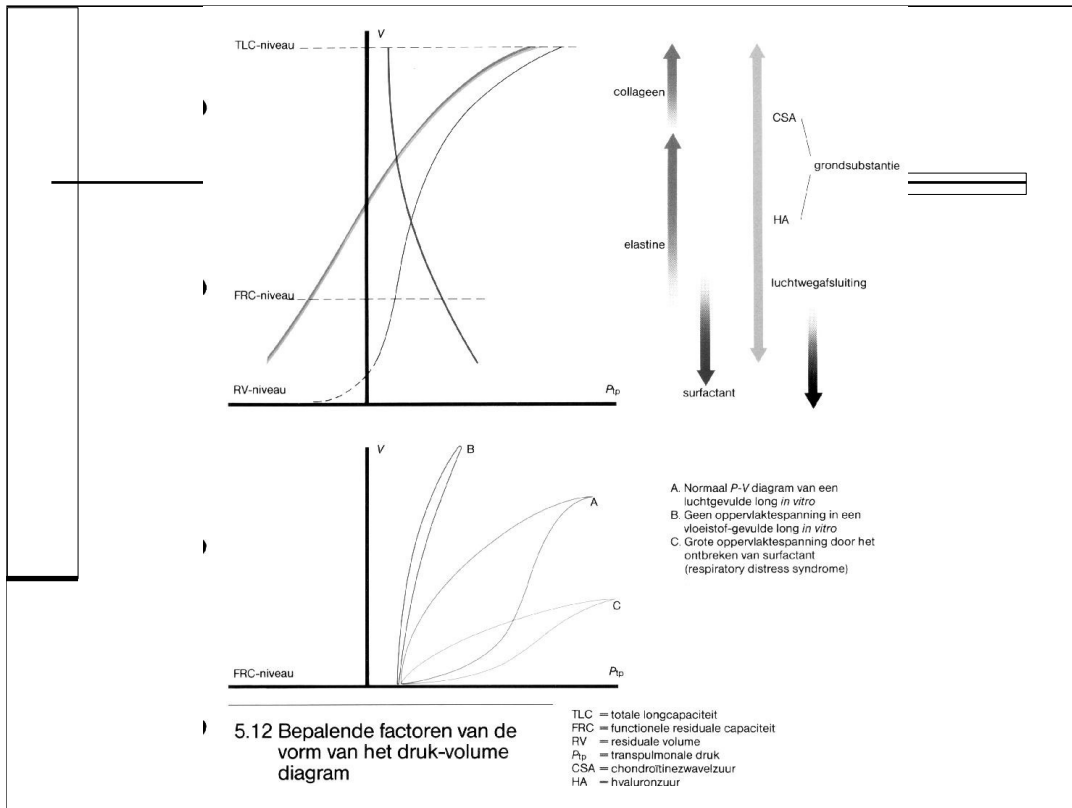 V
TLC-niveau
FRC-niveau
RV-niveau
Ptp
collageen
elastine
surfactant
CSA
grondsubstantie
HA
luchtwegafsluiting
V
B
A
C
FRC-niveau
Ptp
A. Normaal P-V diagram van een
luchtgevulde long in vitro
B. Geen oppervlaktespanning in een
vloeistof-gevulde long in vitro
C. Grote oppervlaktespanning door het
ontbreken van surfactant
(respiratory distress syndrome)
5.12 Bepalende factoren van de
vorm van het druk-volume
diagram
TLC = totale longcapaciteit
FRC = functionele residuale capaciteit
RV = residuale volume
Ptp = transpulmonale druk
CSA = chondroïtinezwavelzuur
HA = hyaluronzuur